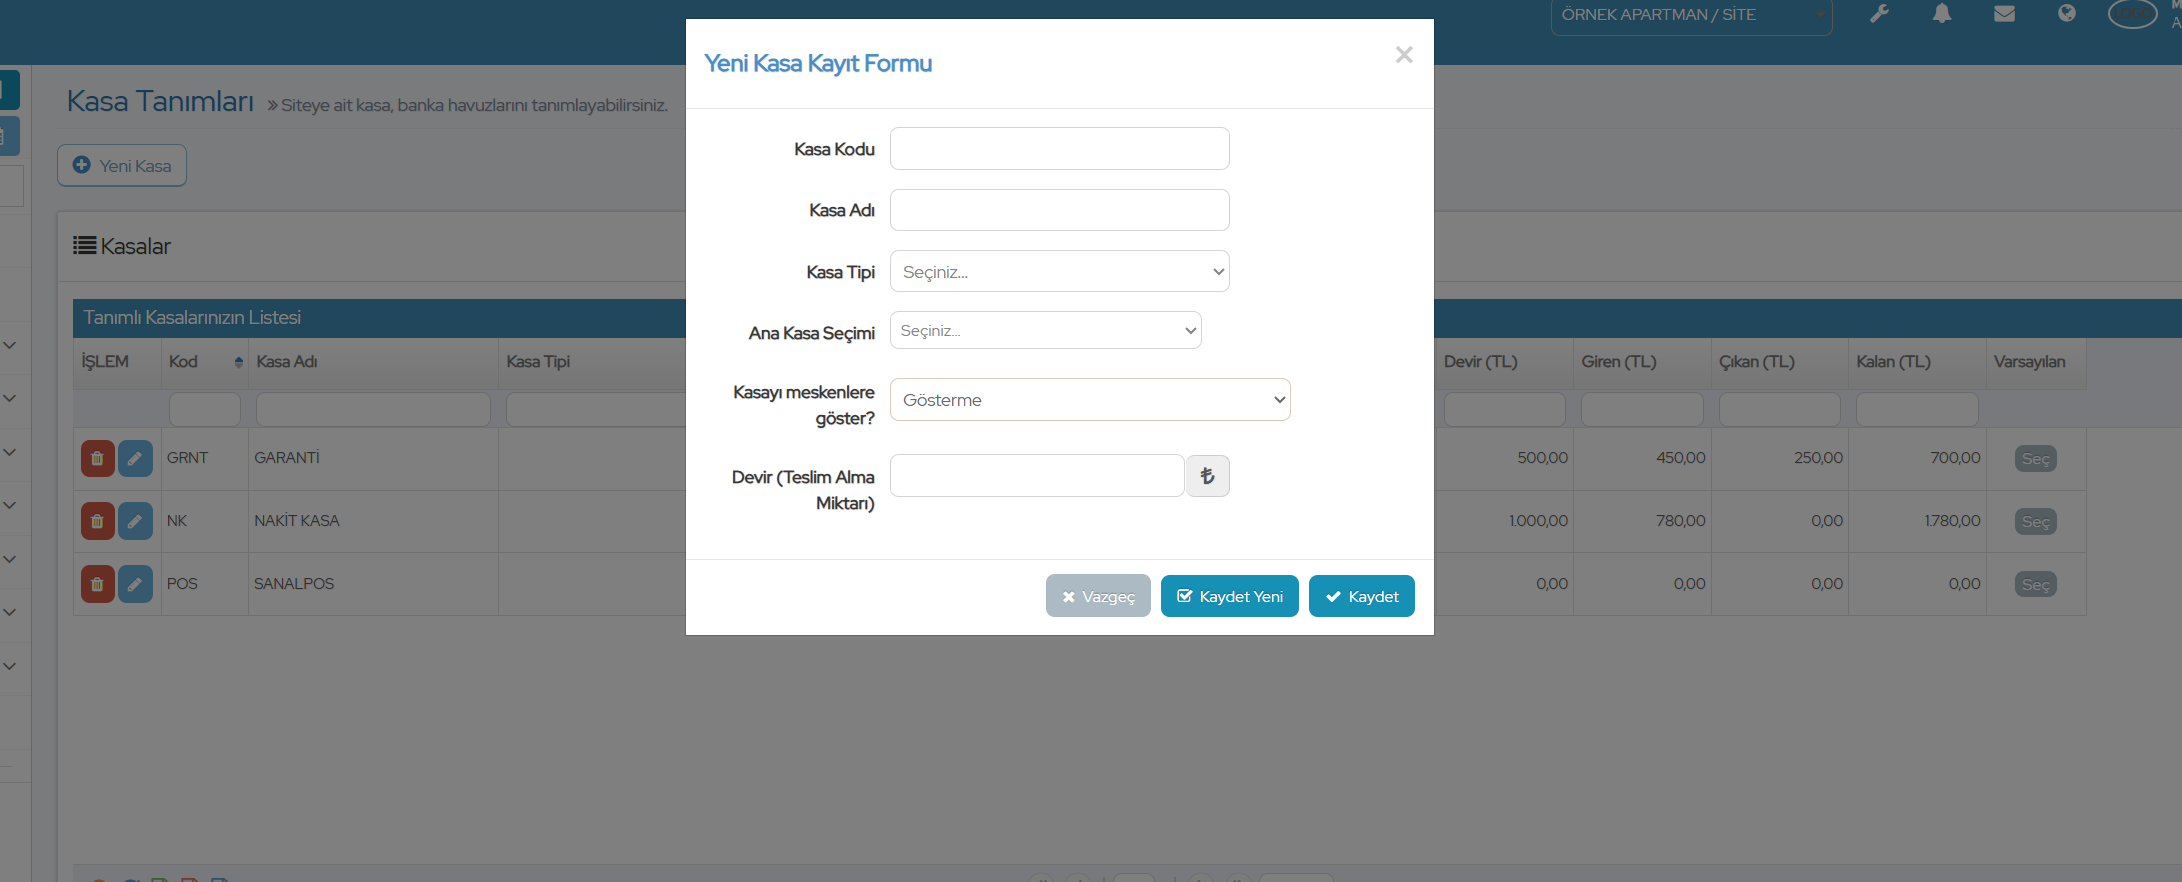 ÖRNEK APARTMAN / SİTE
Yeni Kasa Kayıt Formu
Kasa Tanımları » Siteye ait kasa, banka havuzlarını tanımlayabilirsiniz.
Yeni Kasa
Kasa Kodu
Kasa Adı
Kasa Tipi Seçiniz...
Ana Kasa Seçimi Seçiniz...
Kasayı meskenlere
göster?
Gösterme
Devir (Teslim Alma
Miktarı)
₺
Vazgeç Kaydet Yeni Kaydet
Kasalar
Tanımlı Kasalarınızın Listesi
İŞLEM Kod Kasa Adı Kasa Tipi Devir (TL) Giren (TL) Çıkan (TL) Kalan (TL) Varsayılan
GRNT GARANTİ 500,00 450,00 250,00 700,00 Seç
NK NAKİT KASA 1.000,00 780,00 0,00 1.780,00 Seç
POS SANALPOS 0,00 0,00 0,00 0,00 Seç